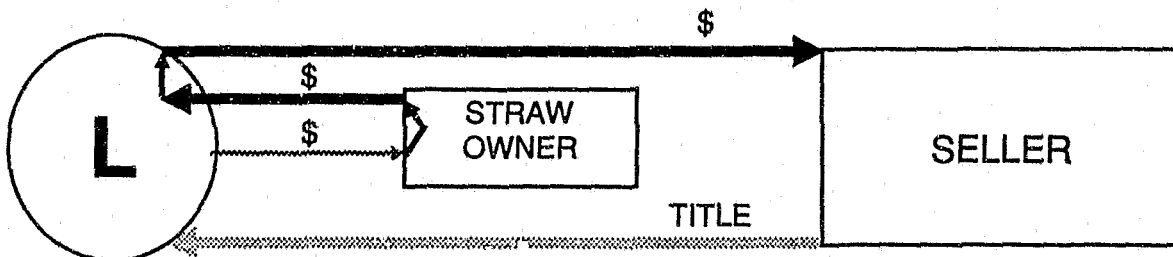 $
$
STRAW
OWNER
$
L
SELLER
TITLE